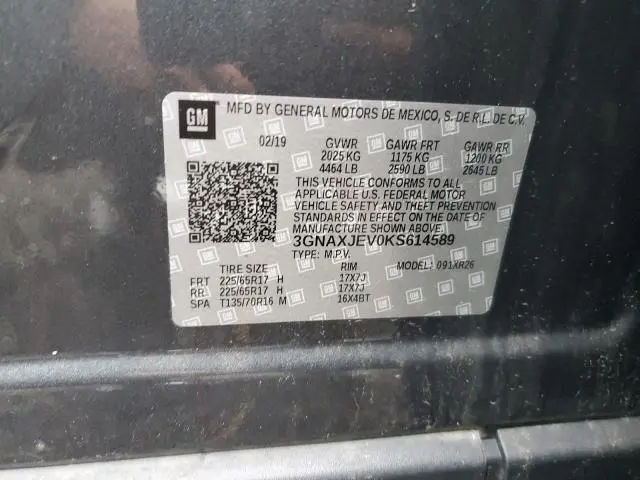 GM
MFD BY GENERAL MOTORS DE MEXICO, S. DE R.L. DE C.V.
02/19 GVWR GAWR FRT GAWR RR
2025 KG 1175 KG 1200 KG
4464 LB 2590 LB 2645 LB
THIS VEHICLE CONFORMS TO ALL
APPLICABLE U.S. FEDERAL MOTOR
VEHICLE SAFETY AND THEFT PREVENTION
STANDARDS IN EFFECT ON THE DATE OF
MANUFACTURE SHOWN ABOVE.
3GNAXJEV0KS614589
TYPE: M.P.V. MODEL: 091XR26
TIRE SIZE RIM
FRT 225/65R17 H 17X7J
RR 225/65R17 H 17X7J
SPA T135/70R16 M 16X4BT